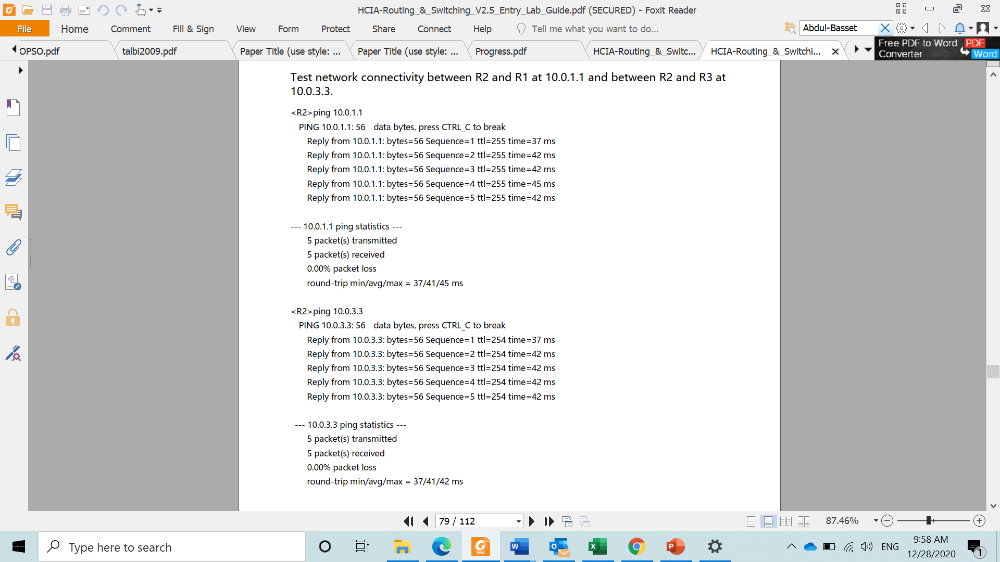 HCIA-Routing_&_Switching_V2.5_Entry_Lab_Guide.pdf (SECURED) - Foxit Reader
File Home Comment Fill & Sign View Form Protect Share Connect Help Tell me what you want to do... Abdul-Basset
OPSO.pdf talbi2009.pdf Paper Title (use style: ... Paper Title (use style: ... Progress.pdf HCIA-Routing_&_Switc... HCIA-Routing_&_Switchi...
Free PDF to Word PDF
Converter Word
Test network connectivity between R2 and R1 at 10.0.1.1 and between R2 and R3 at
10.0.3.3.
<R2>ping 10.0.1.1
PING 10.0.1.1: 56 data bytes, press CTRL_C to break
Reply from 10.0.1.1: bytes=56 Sequence=1 ttl=255 time=37 ms
Reply from 10.0.1.1: bytes=56 Sequence=2 ttl=255 time=42 ms
Reply from 10.0.1.1: bytes=56 Sequence=3 ttl=255 time=42 ms
Reply from 10.0.1.1: bytes=56 Sequence=4 ttl=255 time=45 ms
Reply from 10.0.1.1: bytes=56 Sequence=5 ttl=255 time=42 ms
--- 10.0.1.1 ping statistics ---
5 packet(s) transmitted
5 packet(s) received
0.00% packet loss
round-trip min/avg/max = 37/41/45 ms
<R2>ping 10.0.3.3
PING 10.0.3.3: 56 data bytes, press CTRL_C to break
Reply from 10.0.3.3: bytes=56 Sequence=1 ttl=254 time=37 ms
Reply from 10.0.3.3: bytes=56 Sequence=2 ttl=254 time=42 ms
Reply from 10.0.3.3: bytes=56 Sequence=3 ttl=254 time=42 ms
Reply from 10.0.3.3: bytes=56 Sequence=4 ttl=254 time=42 ms
Reply from 10.0.3.3: bytes=56 Sequence=5 ttl=254 time=42 ms
--- 10.0.3.3 ping statistics ---
5 packet(s) transmitted
5 packet(s) received
0.00% packet loss
round-trip min/avg/max = 37/41/42 ms
79 / 112
87.46%
Type here to search
PDF
ENG
9:58 AM
12/28/2020
1